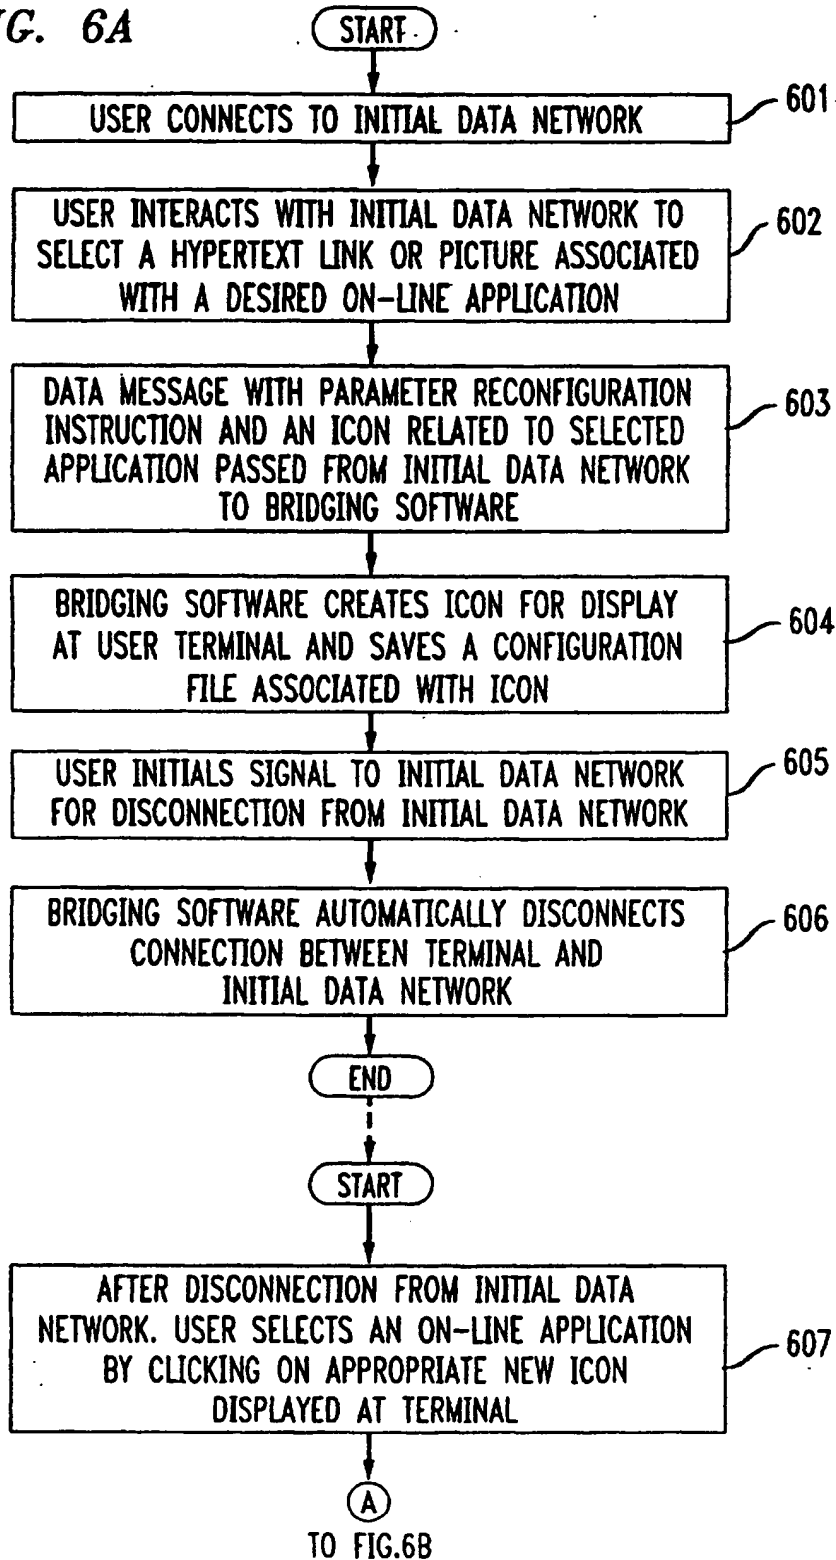 FIG. 6A
START
USER CONNECTS TO INITIAL DATA NETWORK
601
USER INTERACTS WITH INITIAL DATA NETWORK TO
SELECT A HYPERTEXT LINK OR PICTURE ASSOCIATED
WITH A DESIRED ON-LINE APPLICATION
602
DATA MESSAGE WITH PARAMETER RECONFIGURATION
INSTRUCTION AND AN ICON RELATED TO SELECTED
APPLICATION PASSED FROM INITIAL DATA NETWORK
TO BRIDGING SOFTWARE
603
BRIDGING SOFTWARE CREATES ICON FOR DISPLAY
AT USER TERMINAL AND SAVES A CONFIGURATION
FILE ASSOCIATED WITH ICON
604
USER INITIALS SIGNAL TO INITIAL DATA NETWORK
FOR DISCONNECTION FROM INITIAL DATA NETWORK
605
BRIDGING SOFTWARE AUTOMATICALLY DISCONNECTS
CONNECTION BETWEEN TERMINAL AND
INITIAL DATA NETWORK
606
END
START
AFTER DISCONNECTION FROM INITIAL DATA
NETWORK. USER SELECTS AN ON-LINE APPLICATION
BY CLICKING ON APPROPRIATE NEW ICON
DISPLAYED AT TERMINAL
607
A
TO FIG.6B